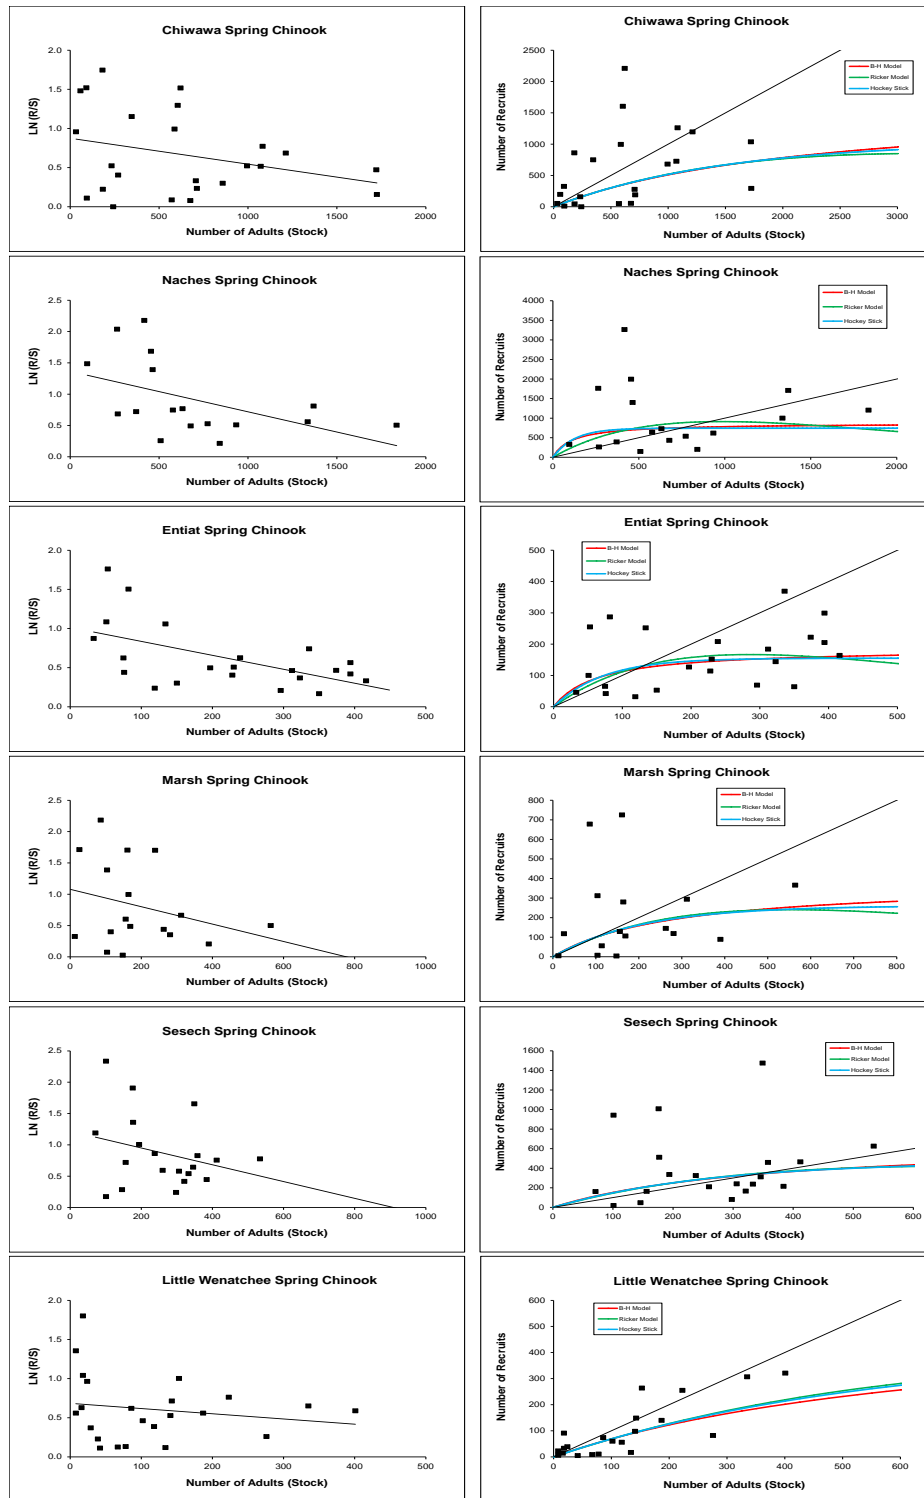 Chiwawa Spring Chinook
2.0
1.5
1.0
0.5
0.0
LN (R/S)
0
500
1000
1500
2000
Number of Adults (Stock)
Chiwawa Spring Chinook
2500
2000
1500
1000
500
0
Number of Recruits
B-H Model
Ricker Model
Hockey Stick
0
500
1000
1500
2000
2500
3000
Number of Adults (Stock)
Naches Spring Chinook
2.5
2.0
1.5
1.0
0.5
0.0
LN (R/S)
0
500
1000
1500
2000
Number of Adults (Stock)
Naches Spring Chinook
4000
3500
3000
2500
2000
1500
1000
500
0
Number of Recruits
B-H Model
Ricker Model
Hockey Stick
0
500
1000
1500
2000
Number of Adults (Stock)
Entiat Spring Chinook
2.0
1.5
1.0
0.5
0.0
LN (R/S)
0
100
200
300
400
500
Number of Adults (Stock)
Entiat Spring Chinook
500
400
300
200
100
0
Number of Recruits
B-H Model
Ricker Model
Hockey Stick
0
100
200
300
400
500
Number of Adults (Stock)
Marsh Spring Chinook
2.5
2.0
1.5
1.0
0.5
0.0
LN (R/S)
0
200
400
600
800
1000
Number of Adults (Stock)
Marsh Spring Chinook
800
700
600
500
400
300
200
100
0
Number of Recruits
B-H Model
Ricker Model
Hockey Stick
0
100
200
300
400
500
600
700
800
Number of Adults (Stock)
Sesech Spring Chinook
2.5
2.0
1.5
1.0
0.5
0.0
LN (R/S)
0
200
400
600
800
1000
Number of Adults (Stock)
Sesech Spring Chinook
1600
1400
1200
1000
800
600
400
200
0
Number of Recruits
B-H Model
Ricker Model
Hockey Stick
0
100
200
300
400
500
600
Number of Adults (Stock)
Little Wenatchee Spring Chinook
2.0
1.5
1.0
0.5
0.0
LN (R/S)
0
100
200
300
400
500
Number of Adults (Stock)
Little Wenatchee Spring Chinook
600
500
400
300
200
100
0
Number of Recruits
B-H Model
Ricker Model
Hockey Stick
0
100
200
300
400
500
600
Number of Adults (Stock)